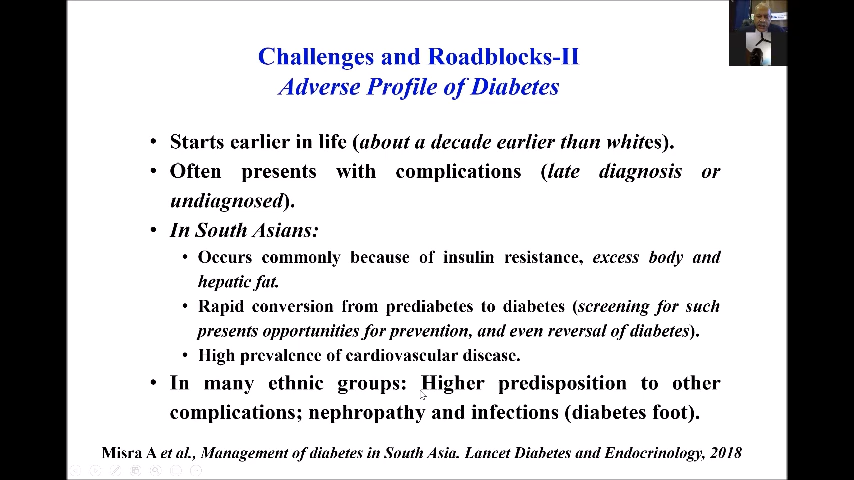 Challenges and Roadblocks-II
Adverse Profile of Diabetes
• Starts earlier in life (about a decade earlier than whites).
• Often presents with complications (late diagnosis or
undiagnosed).
• In South Asians:
• Occurs commonly because of insulin resistance, excess body and
hepatic fat.
• Rapid conversion from prediabetes to diabetes (screening for such
presents opportunities for prevention, and even reversal of diabetes).
• High prevalence of cardiovascular disease.
• In many ethnic groups: Higher predisposition to other
complications; nephropathy and infections (diabetes foot).
Misra A et al., Management of diabetes in South Asia. Lancet Diabetes and Endocrinology, 2018